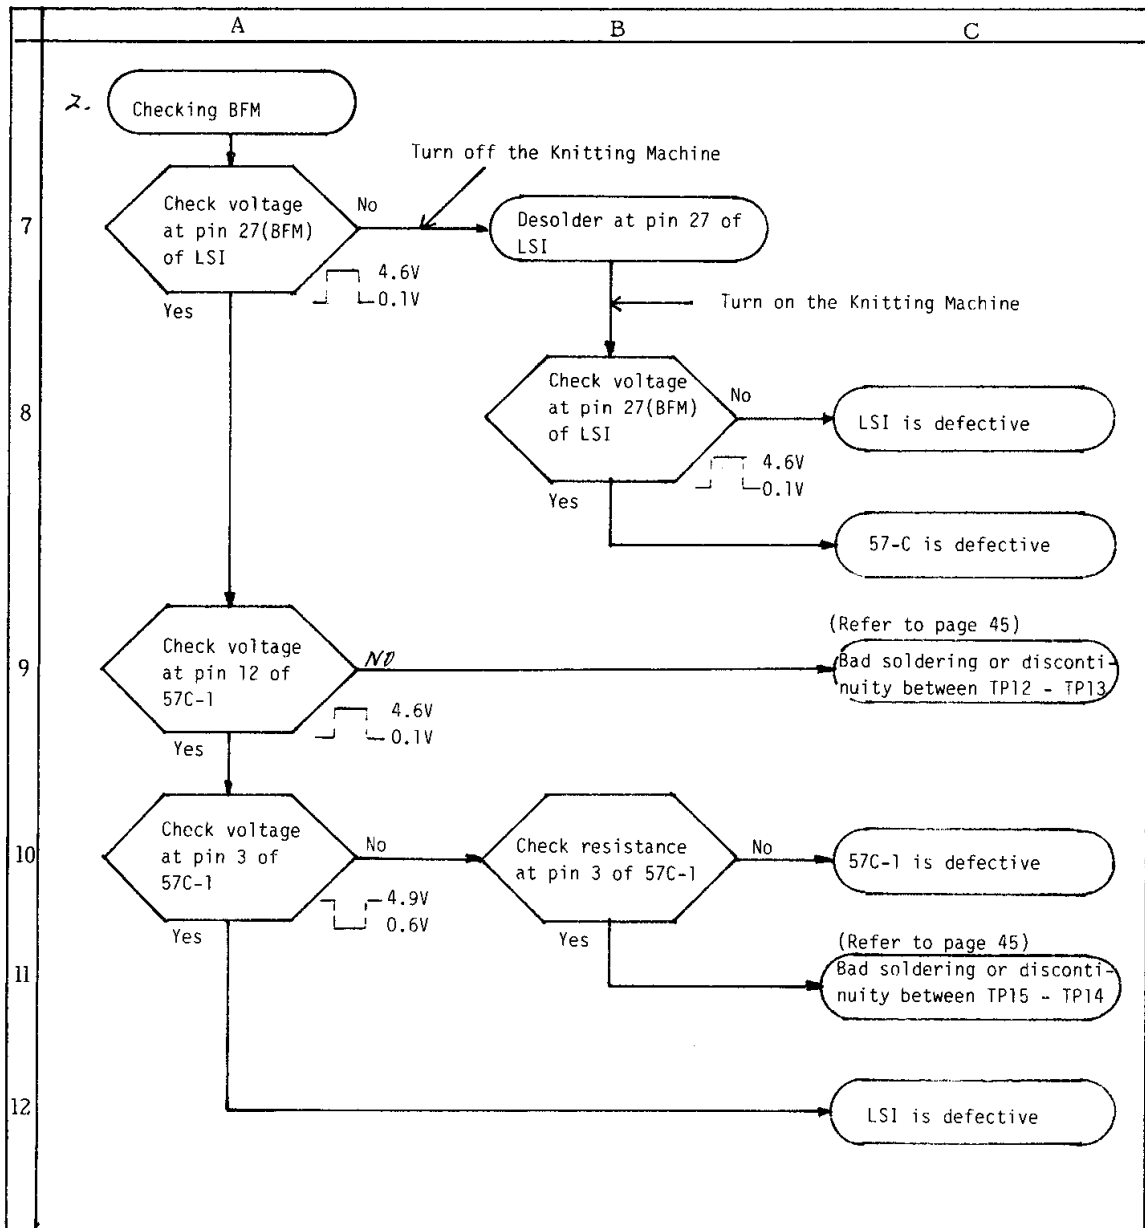 A B C
2. Checking BFM
Turn off the Knitting Machine
7
Check voltage
at pin 27(BFM)
of LSI
No
Yes
4.6V
0.1V
Desolder at pin 27 of
LSI
Turn on the Knitting Machine
8
Check voltage
at pin 27(BFM)
of LSI
No
Yes
4.6V
0.1V
LSI is defective
57-C is defective
9
Check voltage
at pin 12 of
57C-1
NO
Yes
4.6V
0.1V
(Refer to page 45)
Bad soldering or disconti-
nuity between TP12 - TP13
10
Check voltage
at pin 3 of
57C-1
No
Yes
4.9V
0.6V
Check resistance
at pin 3 of 57C-1
No
Yes
57C-1 is defective
11
(Refer to page 45)
Bad soldering or disconti-
nuity between TP15 - TP14
12
LSI is defective